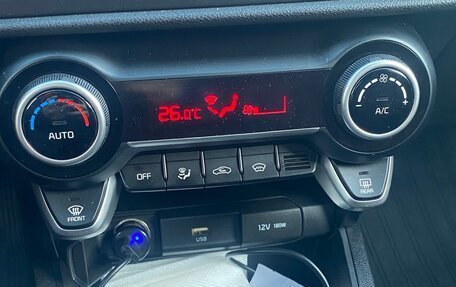 26.0°C
AUTO
A/C
OFF
FRONT
REAR
USB
12V 180W